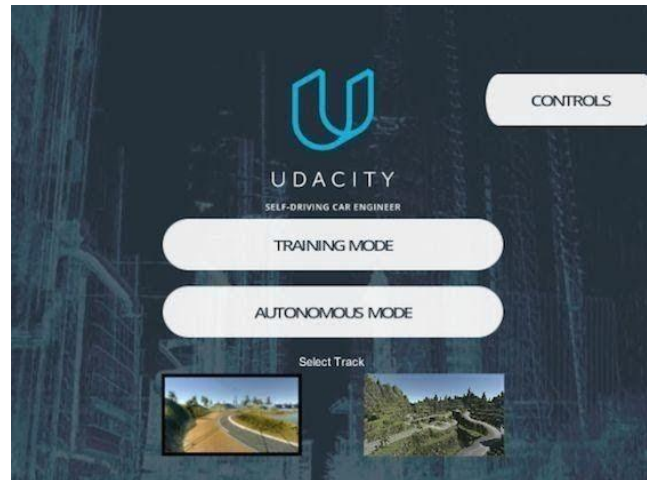 CONTROLS
UDACITY
SELF-DRIVING CAR ENGINEER
TRAINING MODE
AUTONOMOUS MODE
Select Track